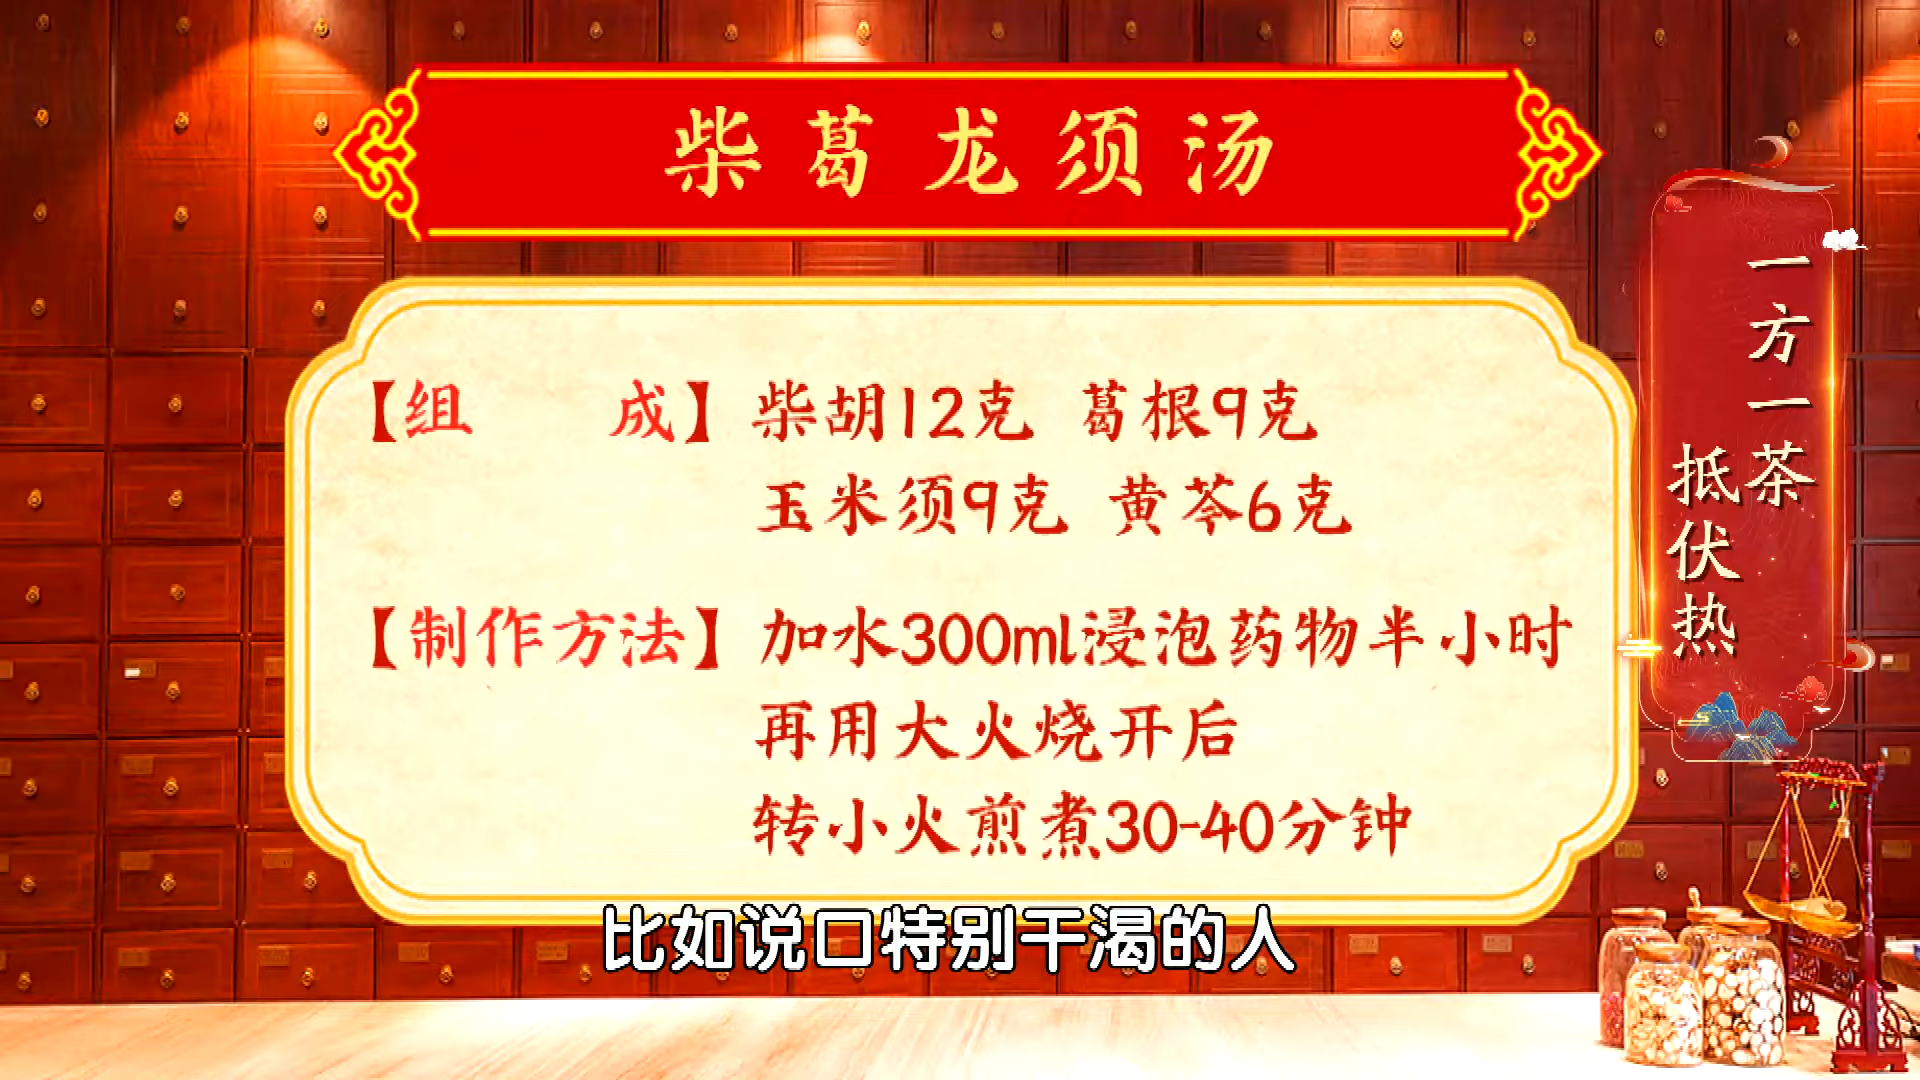 柴葛龙须汤
【组 成】柴胡12克 葛根9克
玉米须9克 黄芩6克
【制作方法】加水300ml浸泡药物半小时
再用大火烧开后
转小火煎煮30-40分钟
一方一茶
抵伏热
比如说口特别干渴的人